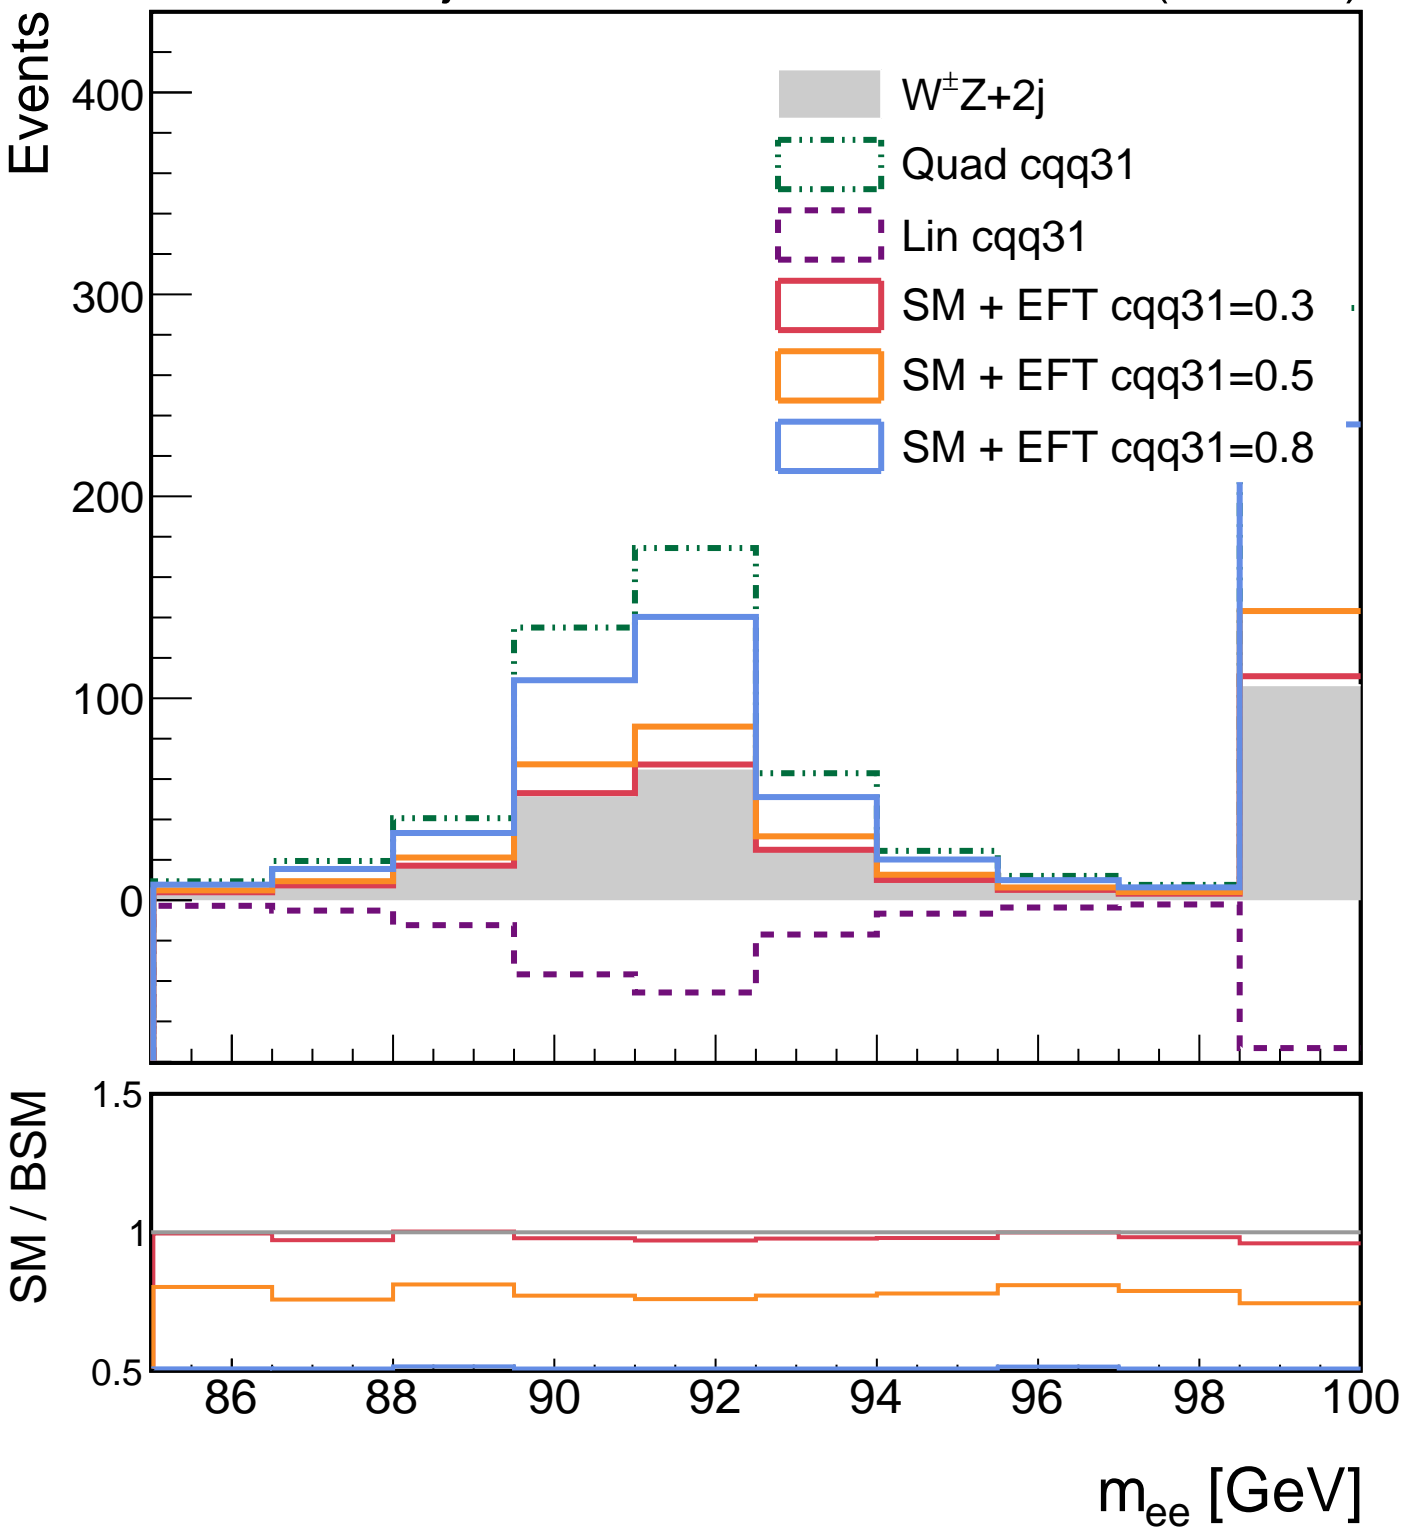 Events
400
300
200
100
0
W±Z+2j
Quad cqq31
Lin cqq31
SM + EFT cqq31=0.3
SM + EFT cqq31=0.5
SM + EFT cqq31=0.8
SM / BSM
1.5
1
0.5
86 88 90 92 94 96 98 100
mee [GeV]